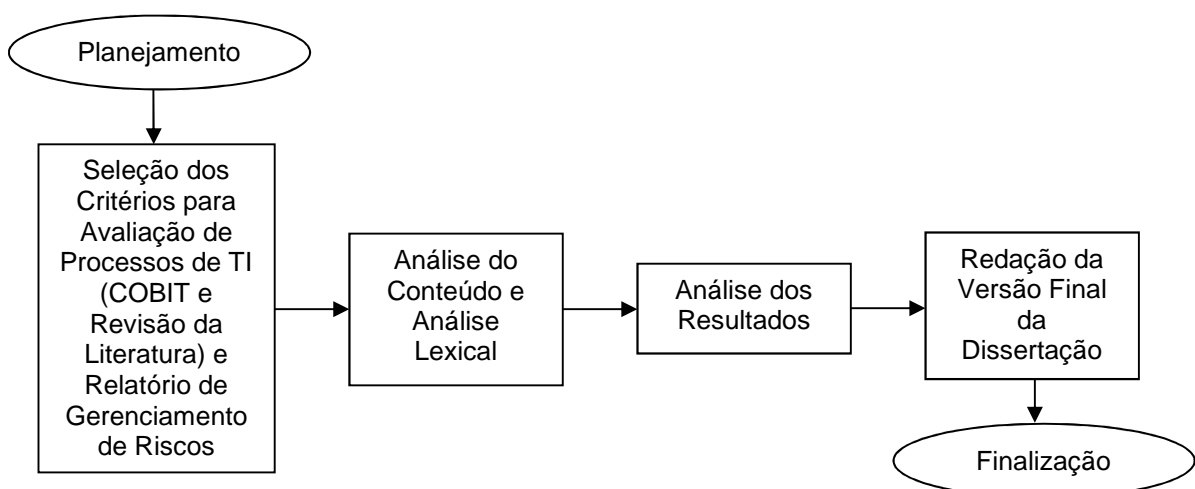 Planejamento
Seleção dos
Critérios para
Avaliação de
Processos de TI
(COBIT e
Revisão da
Literatura) e
Relatório de
Gerenciamento
de Riscos
Análise do
Conteúdo e
Análise
Lexical
Análise dos
Resultados
Redação da
Versão Final
da
Dissertação
Finalização